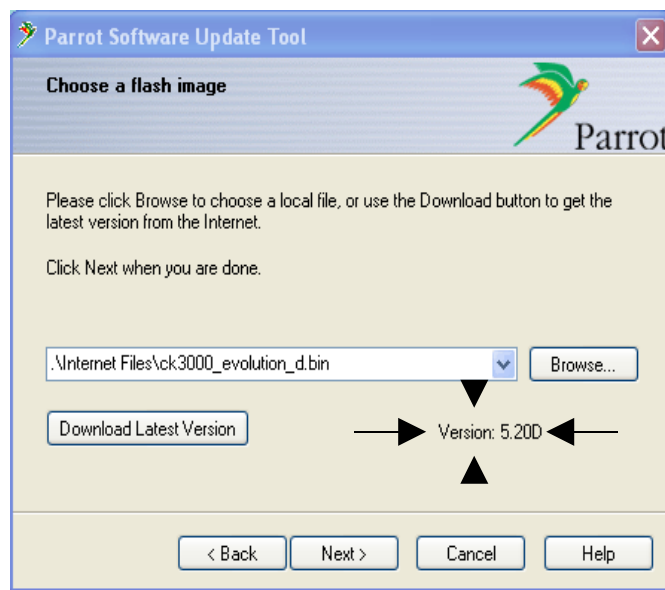 Parrot Software Update Tool
Choose a flash image
Parrot
Please click Browse to choose a local file, or use the Download button to get the
latest version from the Internet.
Click Next when you are done.
.\Internet Files\ck3000_evolution_d.bin
Browse...
Download Latest Version
Version: 5.20D
< Back
Next >
Cancel
Help